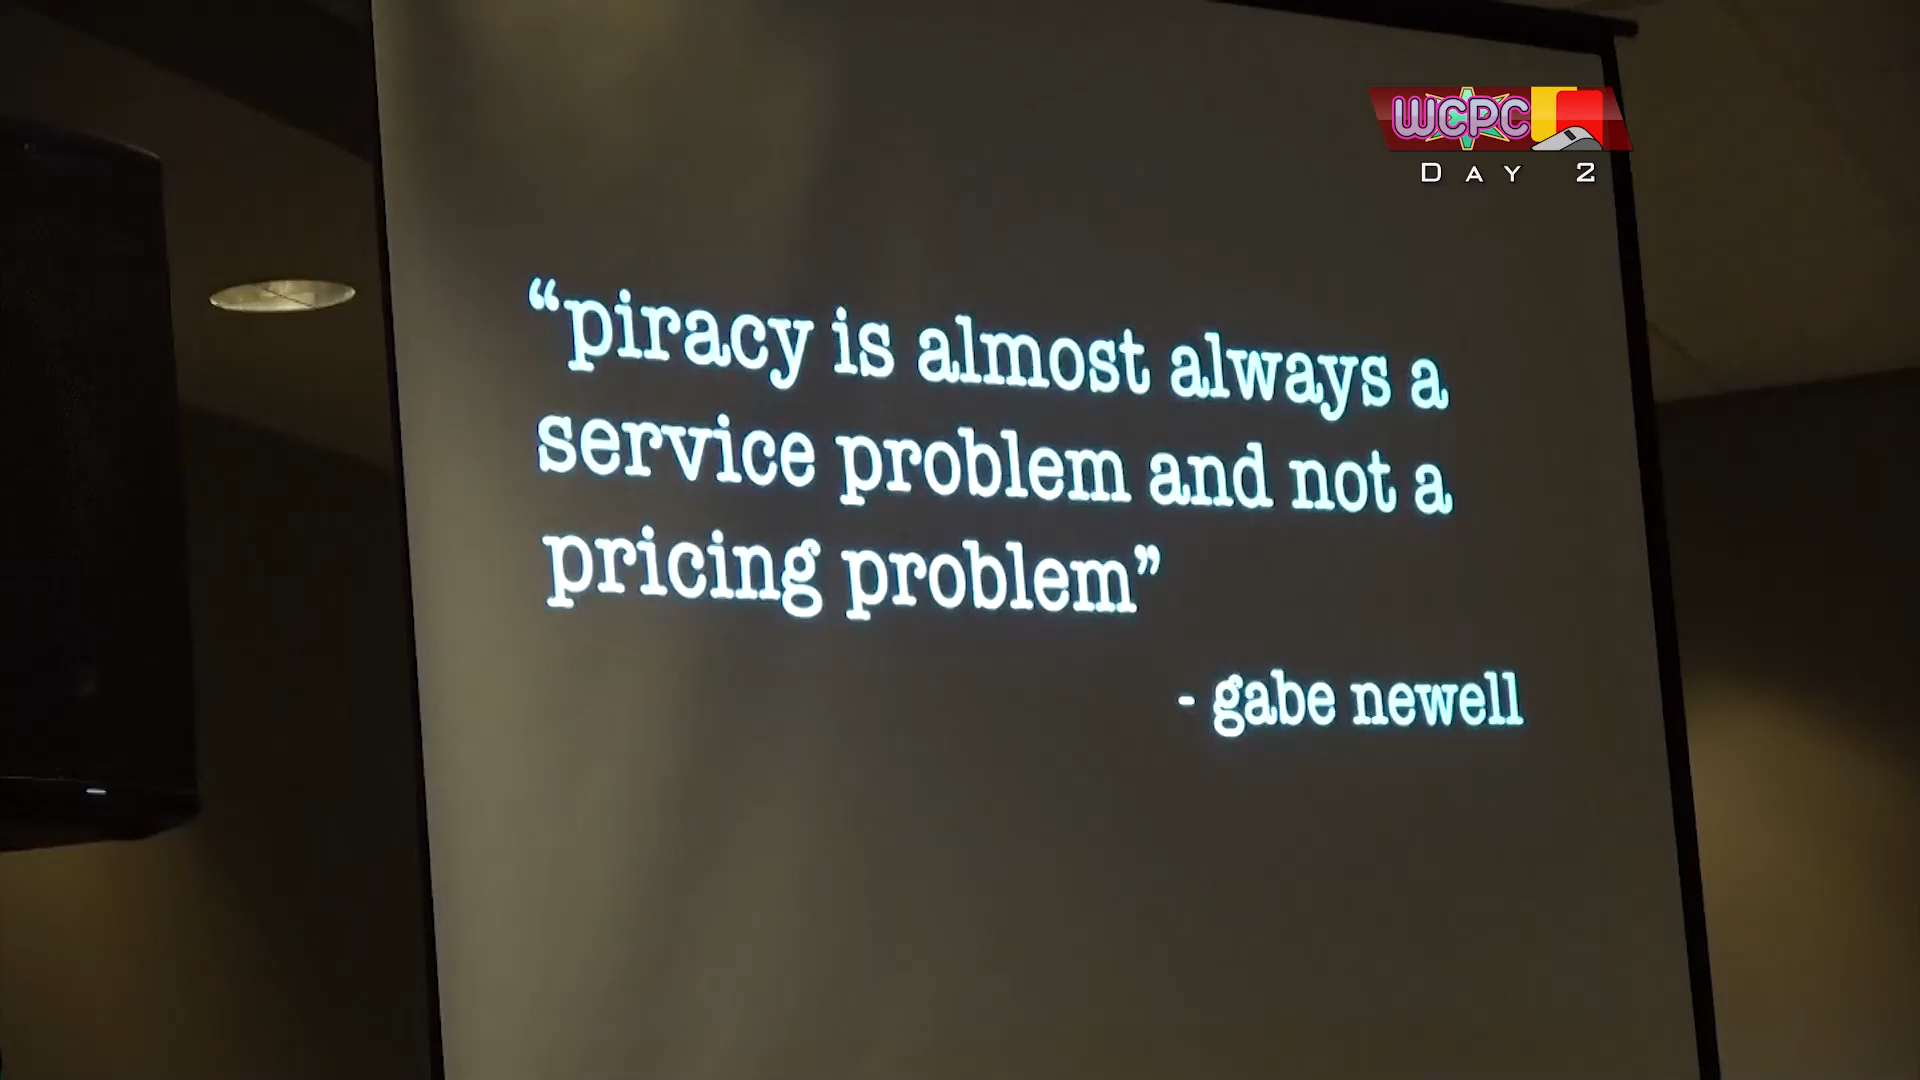 WCPC
Day 2
“piracy is almost always a
service problem and not a
pricing problem”
- gabe newell